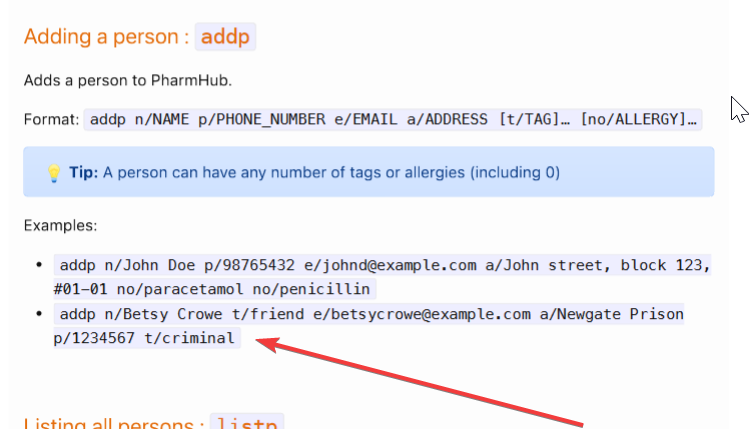 Adding a person : addp
Adds a person to PharmHub.
Format: addp n/NAME p/PHONE_NUMBER e/EMAIL a/ADDRESS [t/TAG]… [no/ALLERGY]…
💡 Tip: A person can have any number of tags or allergies (including 0)
Examples:
• addp n/John Doe p/98765432 e/johnd@example.com a/John street, block 123,
#01-01 no/paracetamol no/penicillin
• addp n/Betsy Crowe t/friend e/betsycrowe@example.com a/Newgate Prison
p/1234567 t/criminal
Listing all persons : listp